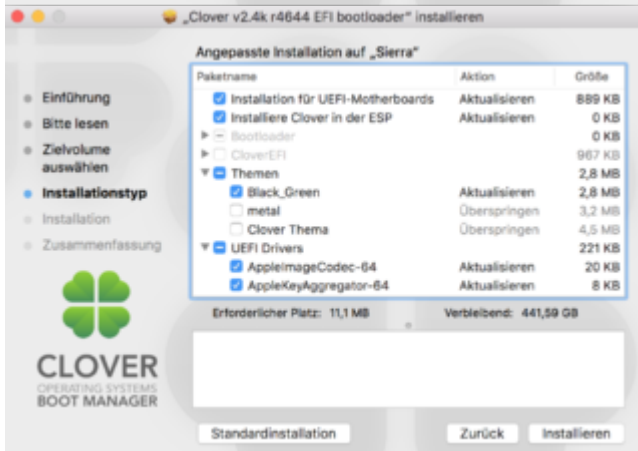 „Clover v2.4k r4644 EFI bootloader" installieren
Angepasste Installation auf „Sierra"
Paketname Aktion Größe
Installation für UEFI-Motherboards Aktualisieren 889 KB
Installiere Clover in der ESP Aktualisieren 0 KB
Bootloader 0 KB
CloverEFI 967 KB
Themen 2,8 MB
Black_Green Aktualisieren 2,8 MB
metal Überspringen 3,2 MB
Clover Thema Überspringen 4,5 MB
UEFI Drivers 221 KB
AppleImageCodec-64 Aktualisieren 20 KB
AppleKeyAggregator-64 Aktualisieren 8 KB
Einführung
Bitte lesen
Zielvolume
auswählen
Installationstyp
Installation
Zusammenfassung
CLOVER
OPERATING SYSTEMS
BOOT MANAGER
Erforderlicher Platz: 11,1 MB Verbleibend: 441,59 GB
Standardinstallation Zurück Installieren